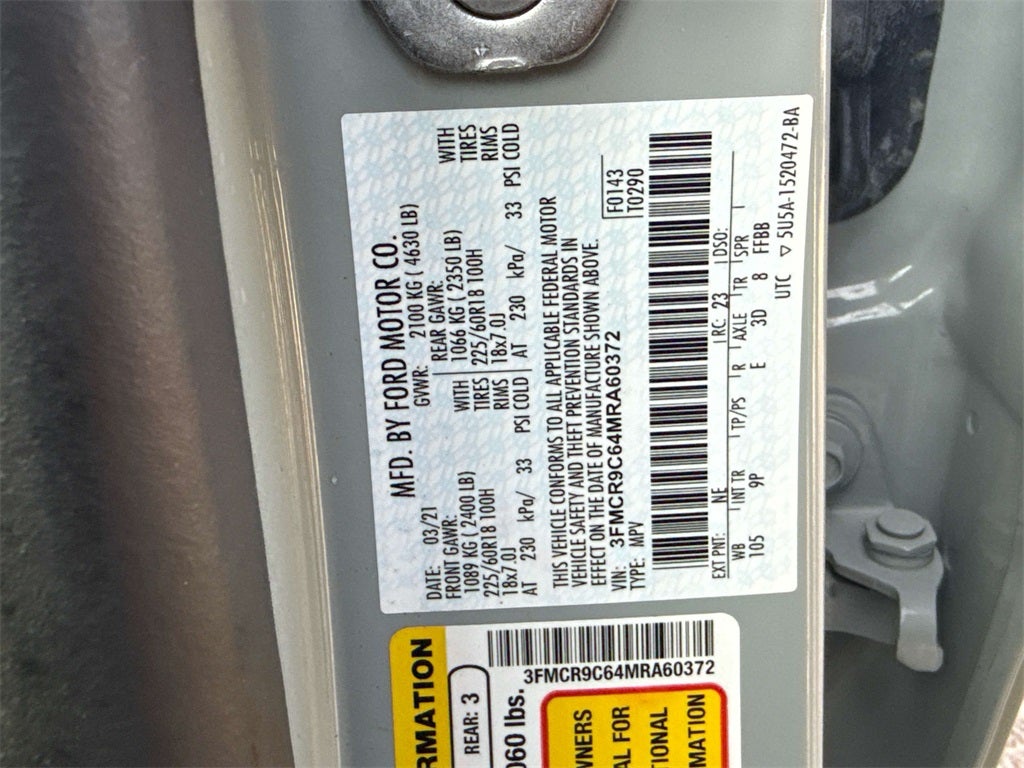 MFD. BY FORD MOTOR CO.
DATE: 03/21 GVWR: 2100 KG ( 4630 LB)
FRONT GAWR: REAR GAWR:
1089 KG ( 2400 LB) WITH 1066 KG ( 2350 LB) WITH
225/60R18 100H TIRES 225/60R18 100H TIRES
18x7.0J RIMS 18x7.0J RIMS
AT 230 kPa/ 33 PSI COLD AT 230 kPa/ 33 PSI COLD
THIS VEHICLE CONFORMS TO ALL APPLICABLE FEDERAL MOTOR
VEHICLE SAFETY AND THEFT PREVENTION STANDARDS IN
EFFECT ON THE DATE OF MANUFACTURE SHOWN ABOVE.
VIN: 3FMCR9C64MRA60372 F0143
TYPE: MPV T0290
EXT PNT: NE RC: 23 DSO:
WB INT TR TP/PS R AXLE TR SPR
105 9P E 3D 8 FFBB
UTC ▽ 5U5A-1520472-BA
RMATION
REAR: 3
3FMCR9C64MRA60372
060 lbs.
WNERS
AL FOR
TIONAL
MATION